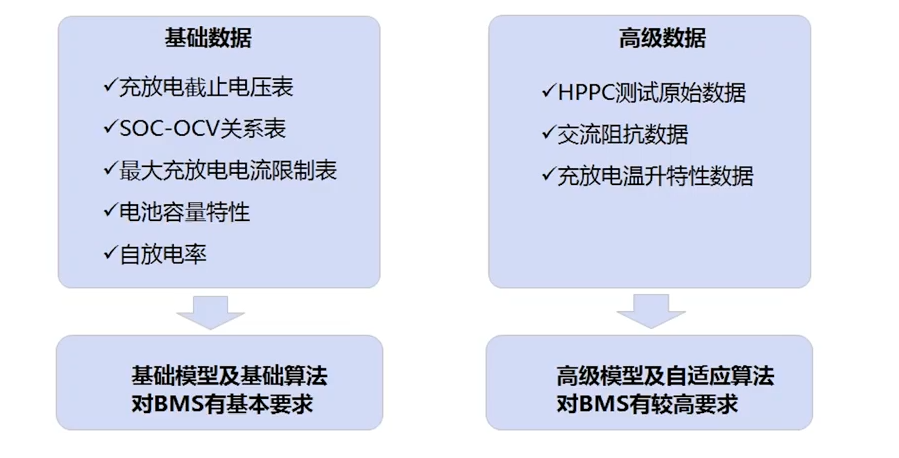 基础数据
✓充放电截止电压表
✓SOC-OCV关系表
✓最大充放电电流限制表
✓电池容量特性
✓自放电率
基础模型及基础算法
对BMS有基本要求
高级数据
✓HPPC测试原始数据
✓交流阻抗数据
✓充放电温升特性数据
高级模型及自适应算法
对BMS有较高要求